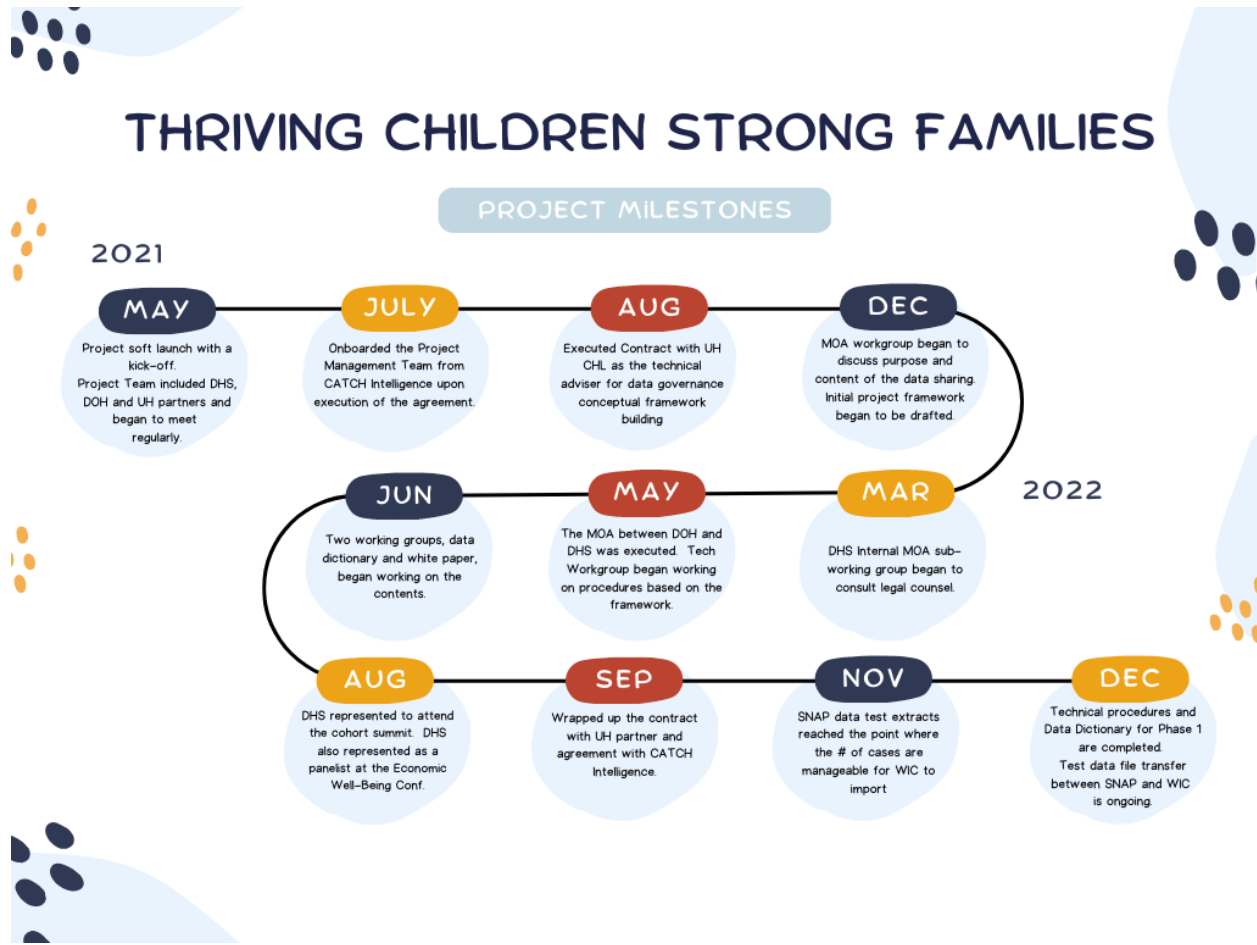 THRIVING CHILDREN STRONG FAMILIES
PROJECT MILESTONES
2021
MAY
Project soft launch with a
kick-off.
Project Team included DHS,
DOH and UH partners and
began to meet
regularly.
JULY
Onboarded the Project
Management Team from
CATCH Intelligence upon
execution of the agreement.
AUG
Executed Contract with UH
CHL as the technical
adviser for data governance
conceptual framework
building
DEC
MOA workgroup began to
discuss purpose and
content of the data sharing.
Initial project framework
began to be drafted.
2022
MAR
DHS Internal MOA sub-
working group began to
consult legal counsel.
MAY
The MOA between DOH and
DHS was executed. Tech
Workgroup began working
on procedures based on the
framework.
JUN
Two working groups, data
dictionary and white paper,
began working on the
contents.
AUG
DHS represented to attend
the cohort summit. DHS
also represented as a
panelist at the Economic
Well-Being Conf.
SEP
Wrapped up the contract
with UH partner and
agreement with CATCH
Intelligence.
NOV
SNAP data test extracts
reached the point where
the # of cases are
manageable for WIC to
import
DEC
Technical procedures and
Data Dictionary for Phase 1
are completed.
Test data file transfer
between SNAP and WIC
is ongoing.